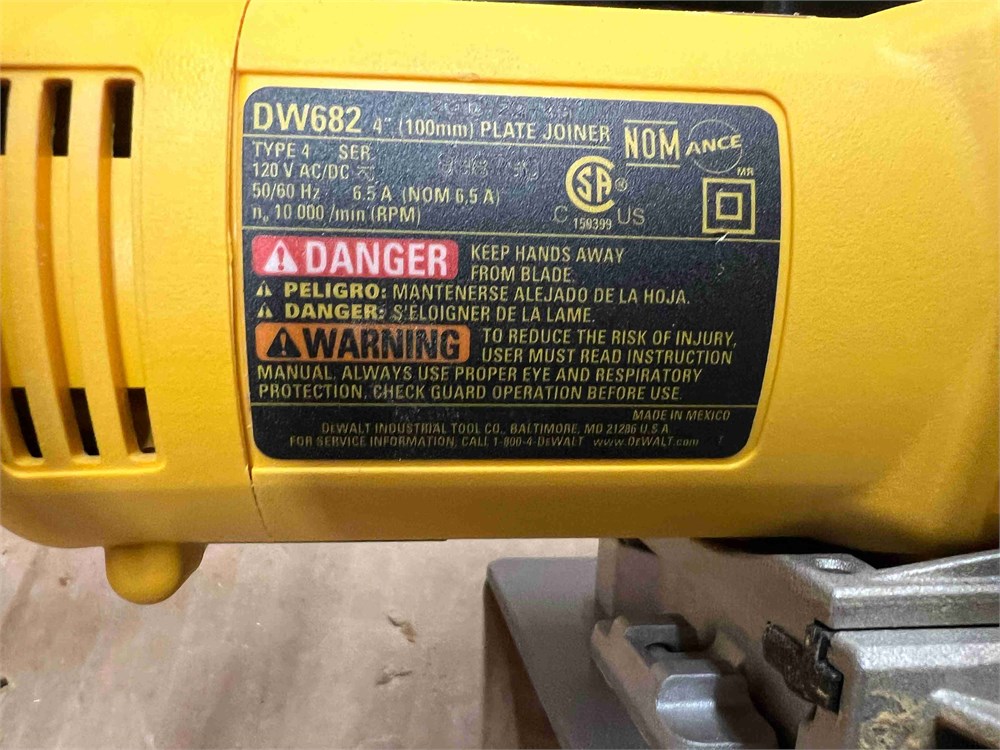 DW682 4" (100mm) PLATE JOINER
NOM ANCE
MR
TYPE 4 SER.
120 V AC/DC
50/60 Hz 6.5 A (NOM 6,5 A)
n₀ 10 000 /min (RPM)
CSA ®
C 158399 US
DANGER KEEP HANDS AWAY
FROM BLADE.
PELIGRO: MANTENERSE ALEJADO DE LA HOJA.
DANGER: S'ELOIGNER DE LA LAME.
WARNING TO REDUCE THE RISK OF INJURY,
USER MUST READ INSTRUCTION
MANUAL. ALWAYS USE PROPER EYE AND RESPIRATORY
PROTECTION. CHECK GUARD OPERATION BEFORE USE.
MADE IN MEXICO
DEWALT INDUSTRIAL TOOL CO., BALTIMORE, MD 21286 U.S.A.
FOR SERVICE INFORMATION, CALL 1-800-4-DEWALT www.DEWALT.com